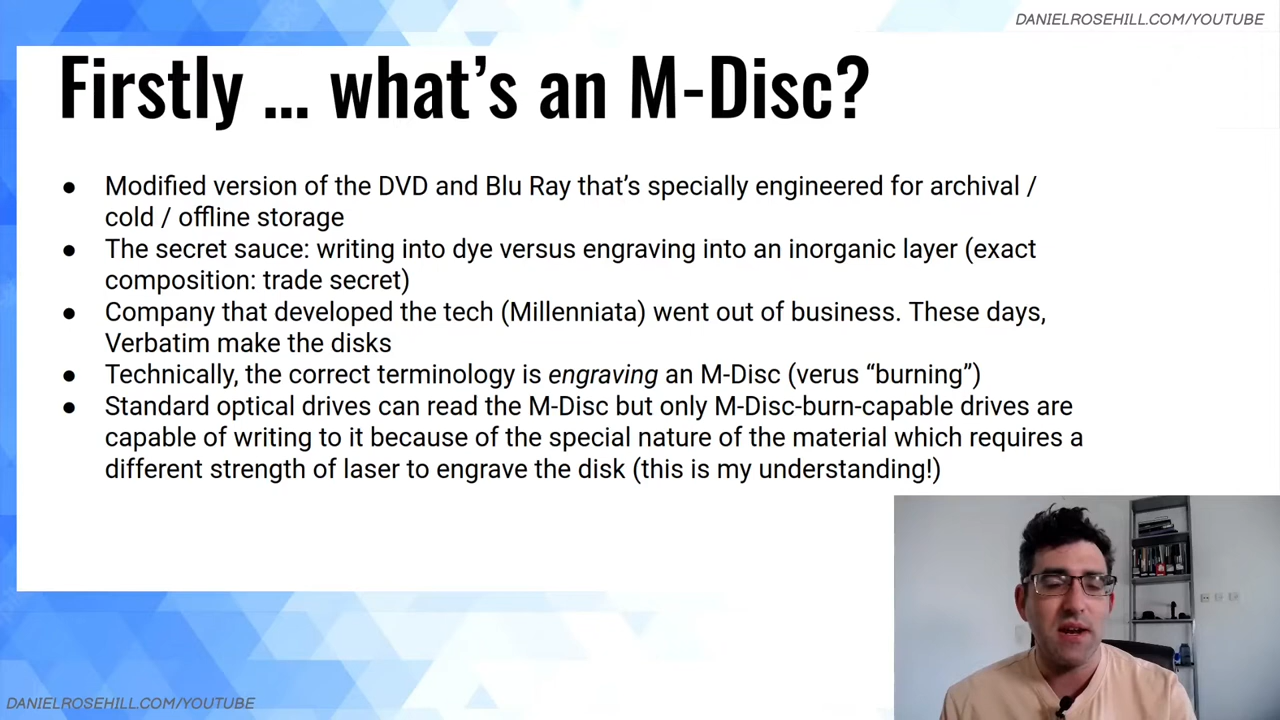 DANIELROSEHILL.COM/YOUTUBE
Firstly ... what's an M-Disc?
● Modified version of the DVD and Blu Ray that's specially engineered for archival /
cold / offline storage
● The secret sauce: writing into dye versus engraving into an inorganic layer (exact
composition: trade secret)
● Company that developed the tech (Millenniata) went out of business. These days,
Verbatim make the disks
● Technically, the correct terminology is engraving an M-Disc (verus “burning”)
● Standard optical drives can read the M-Disc but only M-Disc-burn-capable drives are
capable of writing to it because of the special nature of the material which requires a
different strength of laser to engrave the disk (this is my understanding!)
DANIELROSEHILL.COM/YOUTUBE